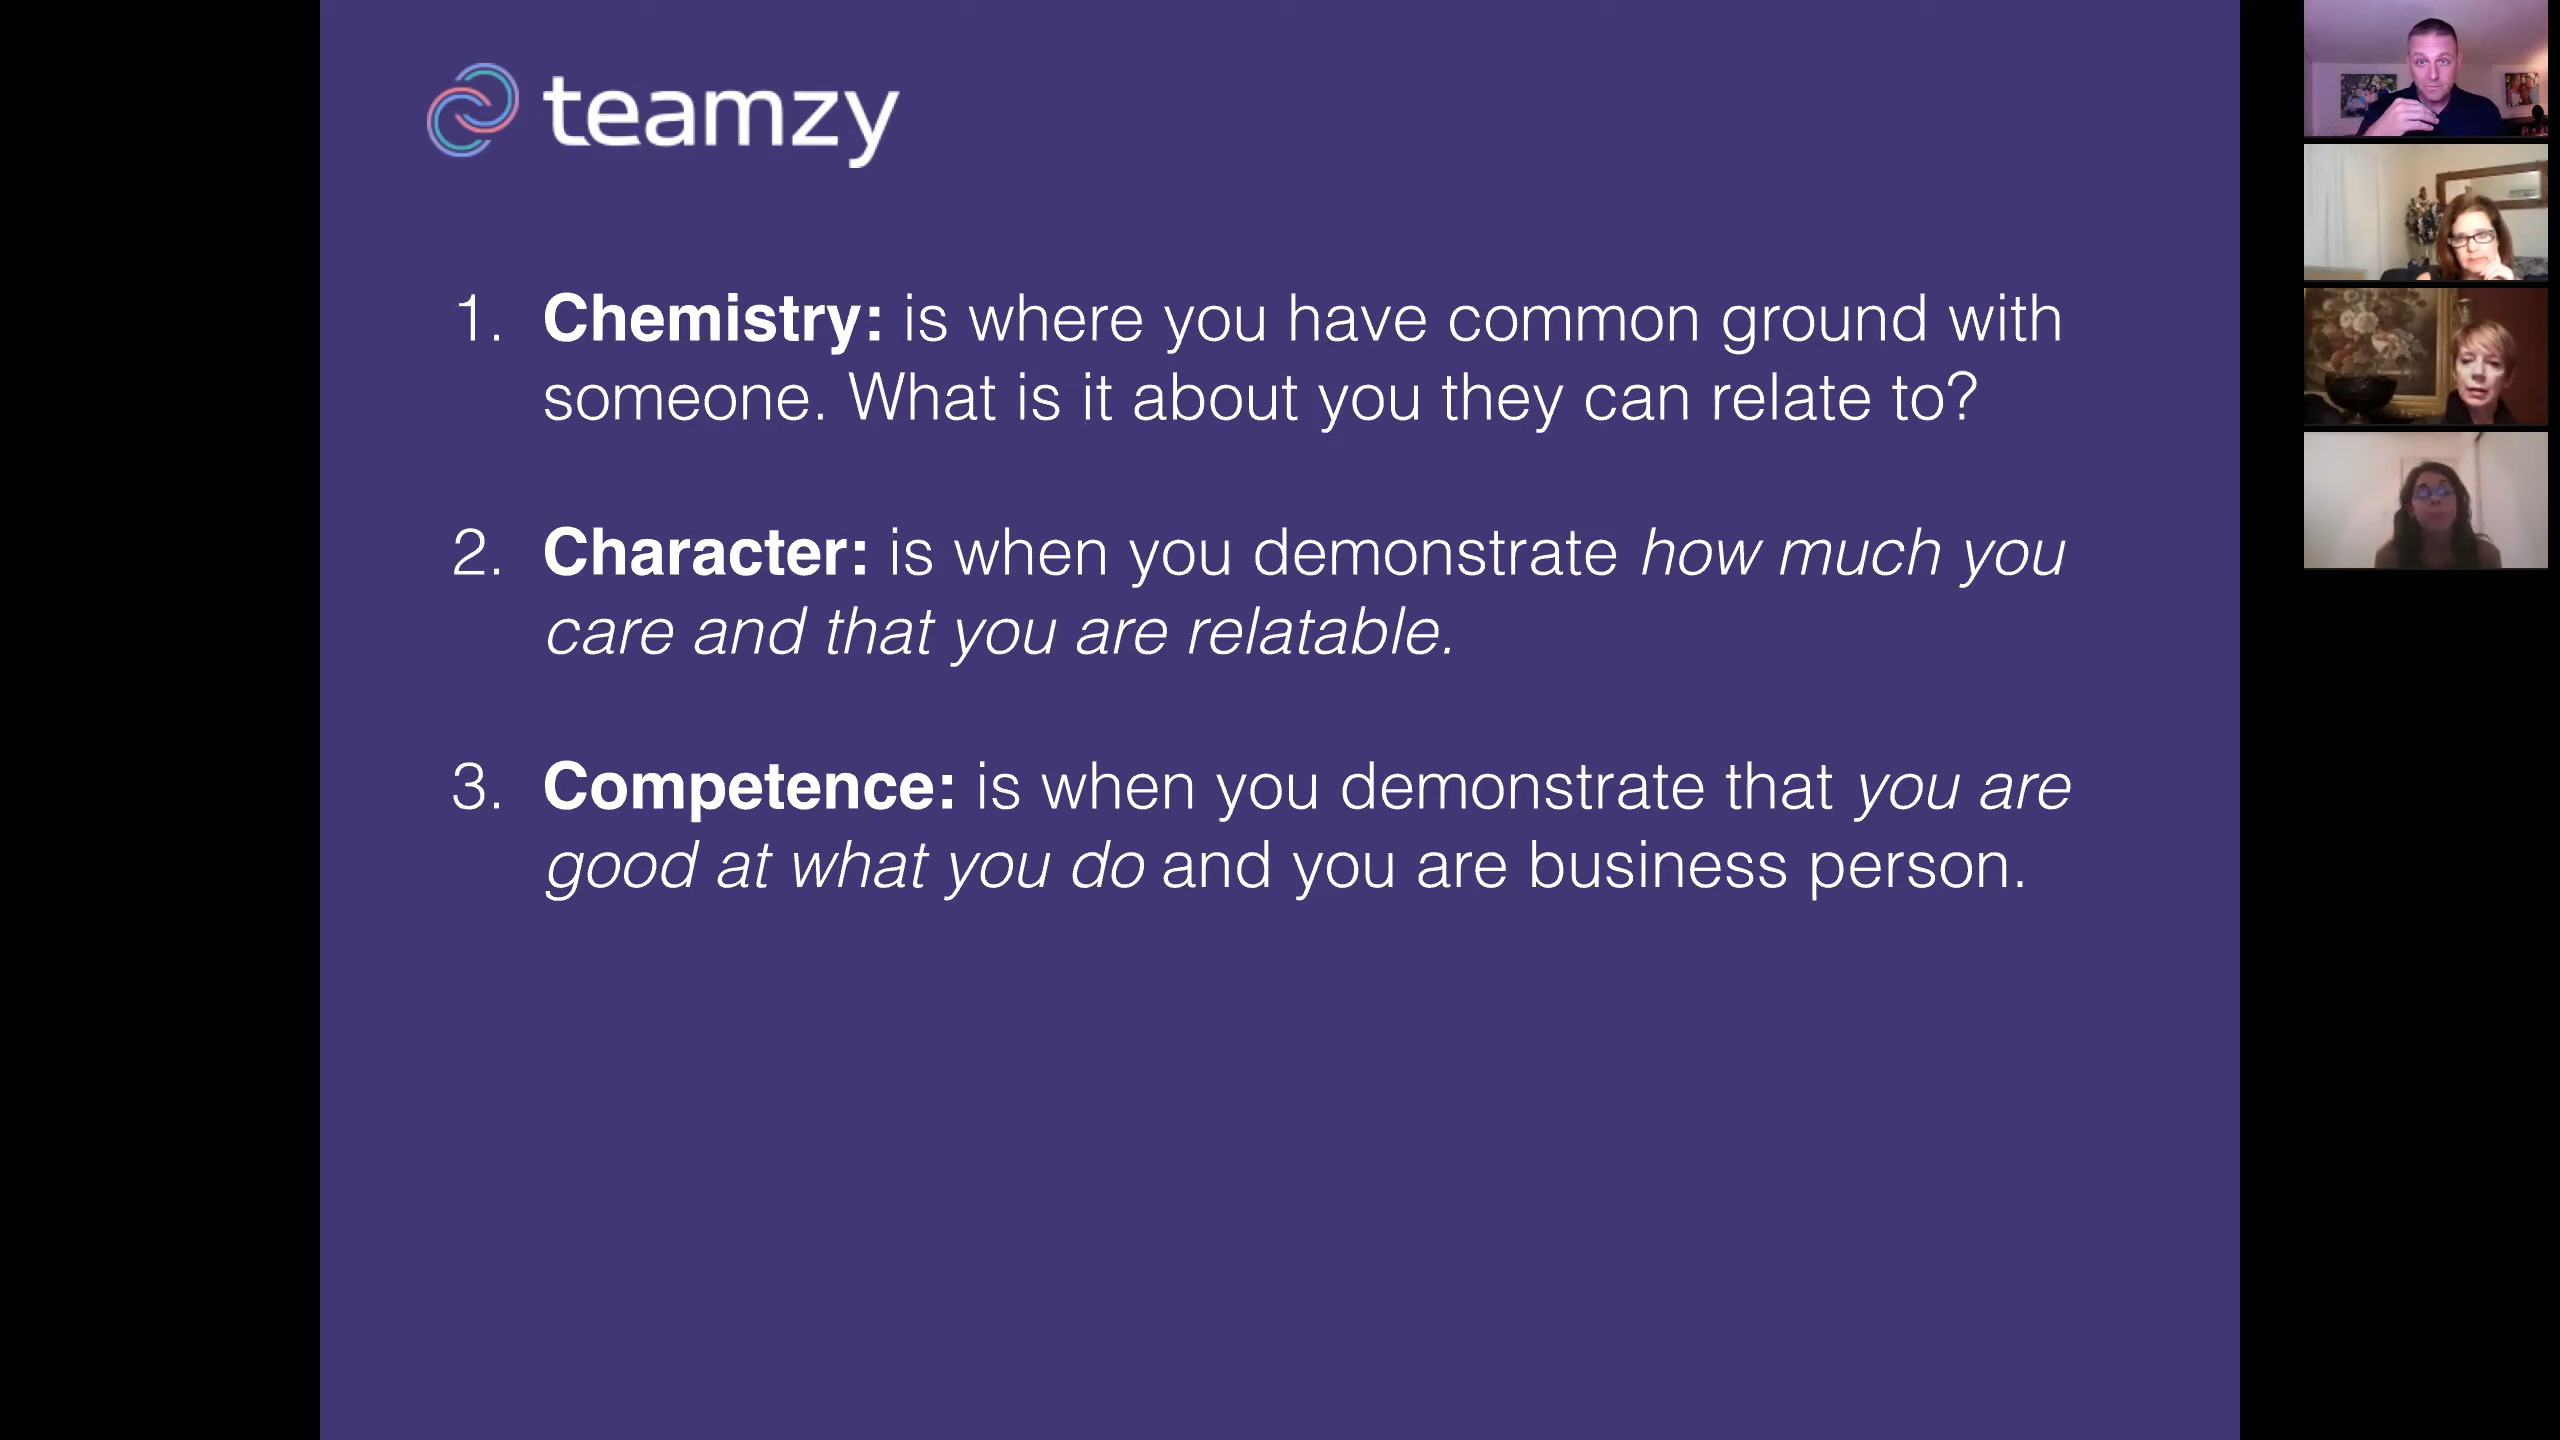 teamzy
1. Chemistry: is where you have common ground with
someone. What is it about you they can relate to?
2. Character: is when you demonstrate how much you
care and that you are relatable.
3. Competence: is when you demonstrate that you are
good at what you do and you are business person.